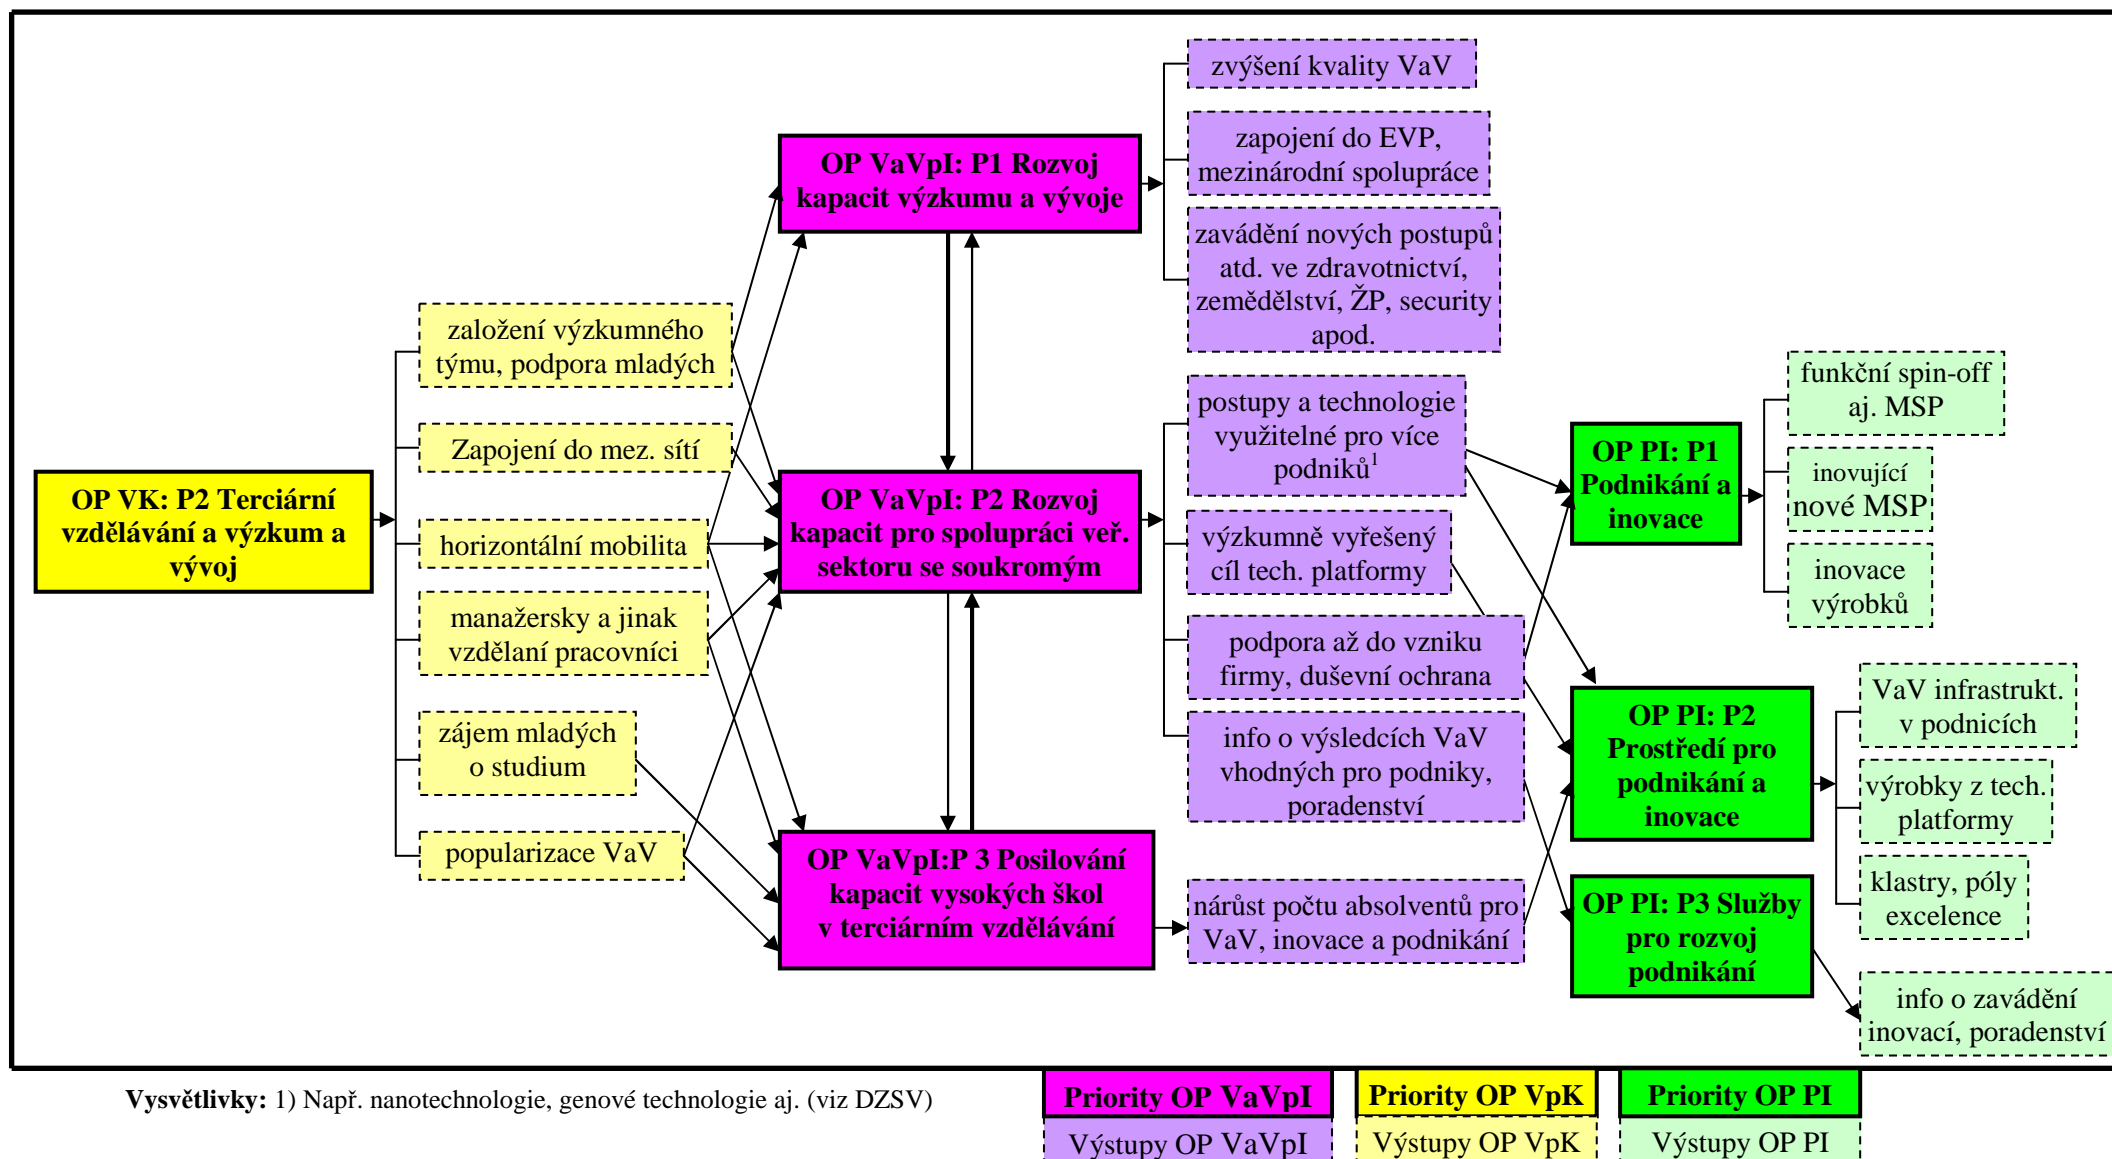 zvýšení kvality VaV
zapojení do EVP,
mezinárodní spolupráce
zavádění nových postupů
atd. ve zdravotnictví,
zemědělství, ŽP, security
apod.
OP VaVpI: P1 Rozvoj
kapacit výzkumu a vývoje
založení výzkumného
týmu, podpora mladých
Zapojení do mez. sítí
horizontální mobilita
manažersky a jinak
vzdělaní pracovníci
zájem mladých
o studium
popularizace VaV
OP VK: P2 Terciární
vzdělávání a výzkum a
vývoj
OP VaVpI: P2 Rozvoj
kapacit pro spolupráci veř.
sektoru se soukromým
OP VaVpI:P 3 Posilování
kapacit vysokých škol
v terciárním vzdělávání
postupy a technologie
využitelné pro více
podniků¹
výzkumně vyřešený
cíl tech. platformy
podpora až do vzniku
firmy, duševní ochrana
info o výsledcích VaV
vhodných pro podniky,
poradenství
nárůst počtu absolventů pro
VaV, inovace a podnikání
OP PI: P1
Podnikání a
inovace
OP PI: P2
Prostředí pro
podnikání a
inovace
OP PI: P3 Služby
pro rozvoj
podnikání
funkční spin-off
aj. MSP
inovující
nové MSP
inovace
výrobků
VaV infrastrukt.
v podnicích
výrobky z tech.
platformy
klastry, póly
excelence
info o zavádění
inovací, poradenství
Vysvětlivky: 1) Např. nanotechnologie, genové technologie aj. (viz DZSV)
Priority OP VaVpI
Výstupy OP VaVpI
Priority OP VpK
Výstupy OP VpK
Priority OP PI
Výstupy OP PI